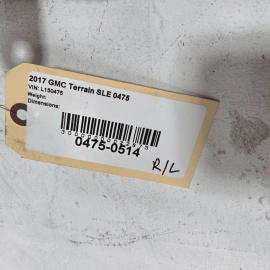 2017 GMC Terrain SLE 0475
VIN: L150475
Weight:
Dimensions:
0475-0514
R/L